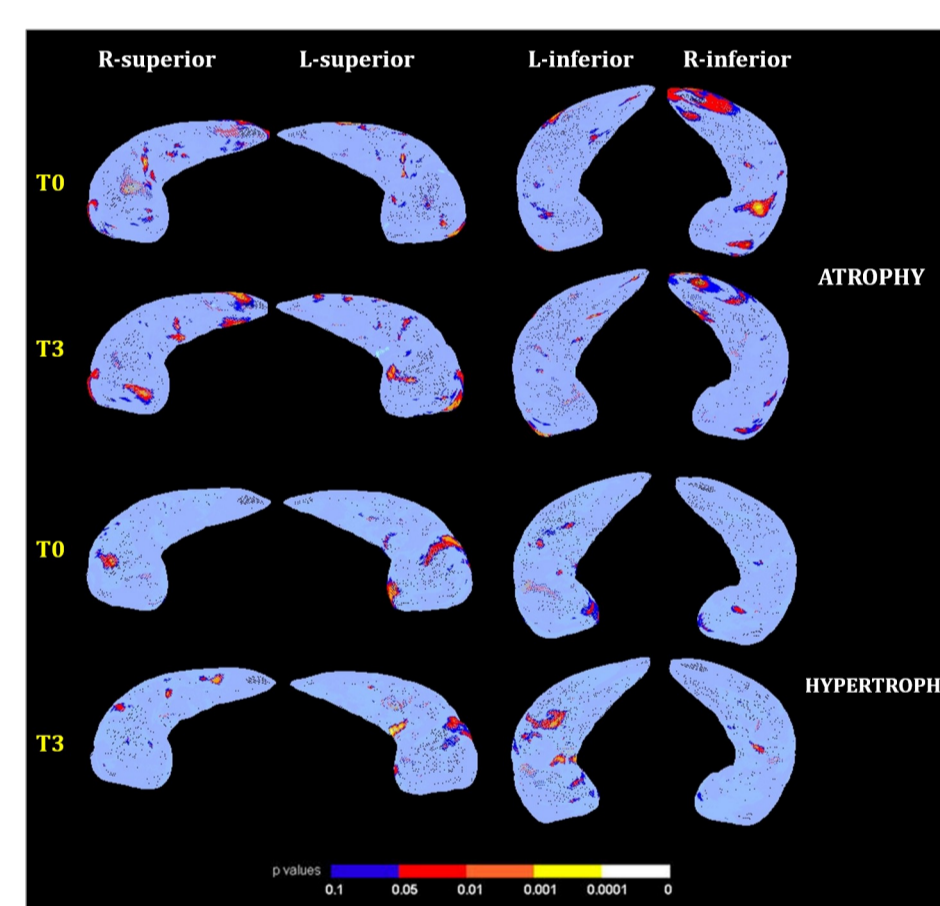 R-superior L-superior L-inferior R-inferior
T0
ATROPHY
T3
T0
HYPERTROPH
T3
p values
0.1 0.05 0.01 0.001 0.0001 0